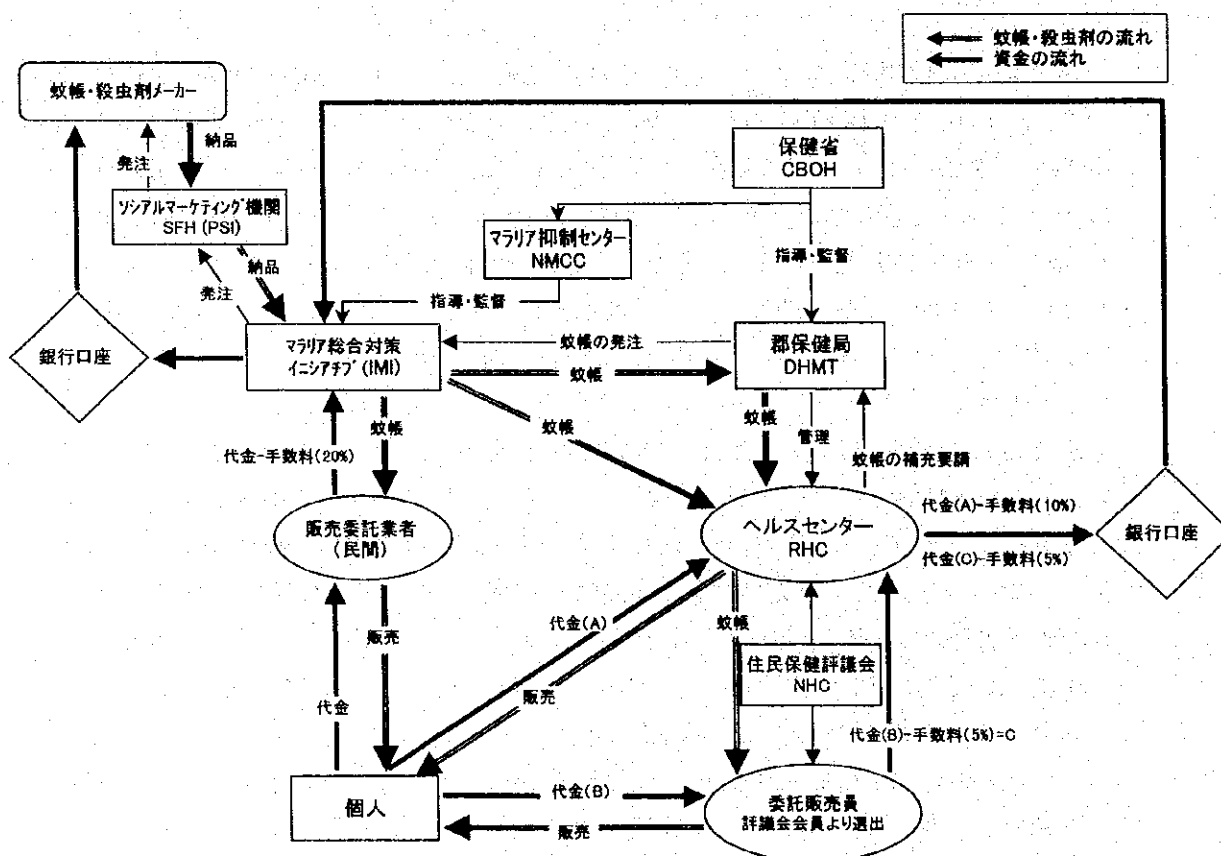 蚊帳・殺虫剤の流れ
資金の流れ
蚊帳・殺虫剤メーカー
納品
発注
保健省
CBOH
ソシアルマーケティング機関
SFH (PSI)
マラリア抑制センター
NMCC
納品
発注
指導・監督
指導・監督
銀行口座
マラリア総合対策
イニシアチブ(IMI)
蚊帳の発注
郡保健局
DHMT
蚊帳
蚊帳
蚊帳
蚊帳
管理
代金-手数料(20%)
蚊帳の補充要請
販売委託業者
(民間)
ヘルスセンター
RHC
代金(A)-手数料(10%)
代金(C)-手数料(5%)
銀行口座
代金(A)
蚊帳
販売
住民保健評議会
NHC
販売
代金
代金(B)-手数料(5%)=C
個人
代金(B)
販売
委託販売員
評議会会員より選出